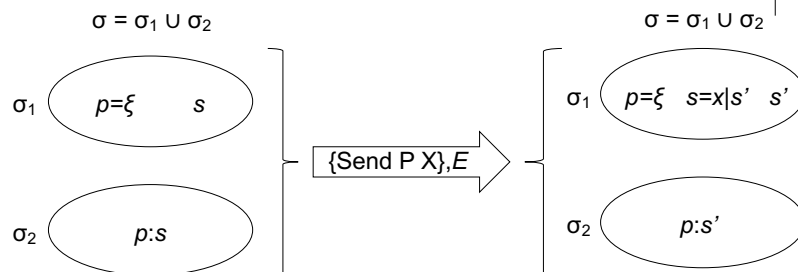 σ = σ₁ ∪ σ₂
σ₁ p=ξ s
σ₂ p:s
{Send P X},E
σ = σ₁ ∪ σ₂
σ₁ p=ξ s=x|s’ s’
σ₂ p:s’